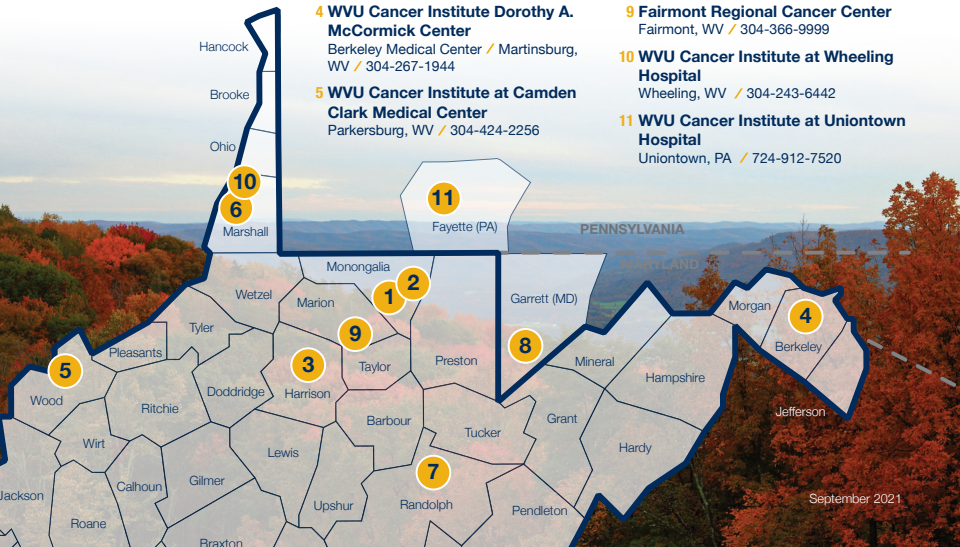 4 WVU Cancer Institute Dorothy A.
McCormick Center
Berkeley Medical Center / Martinsburg,
WV / 304-267-1944
5 WVU Cancer Institute at Camden
Clark Medical Center
Parkersburg, WV / 304-424-2256
9 Fairmont Regional Cancer Center
Fairmont, WV / 304-366-9999
10 WVU Cancer Institute at Wheeling
Hospital
Wheeling, WV / 304-243-6442
11 WVU Cancer Institute at Uniontown
Hospital
Uniontown, PA / 724-912-7520
Hancock
Brooke
Ohio
10
6
Marshall
11
Fayette (PA)
PENNSYLVANIA
MARYLAND
Monongalia
Wetzel
Marion
1
2
Garrett (MD)
Morgan
4
Berkeley
Tyler
9
8
Pleasants
3
Taylor
Preston
Mineral
5
Wood
Doddridge
Harrison
Hampshire
Ritchie
Barbour
Tucker
Grant
Jefferson
Wirt
Lewis
Hardy
7
Jackson
Calhoun
Gilmer
Upshur
Randolph
Pendleton
September 2021
Roane
Braxton